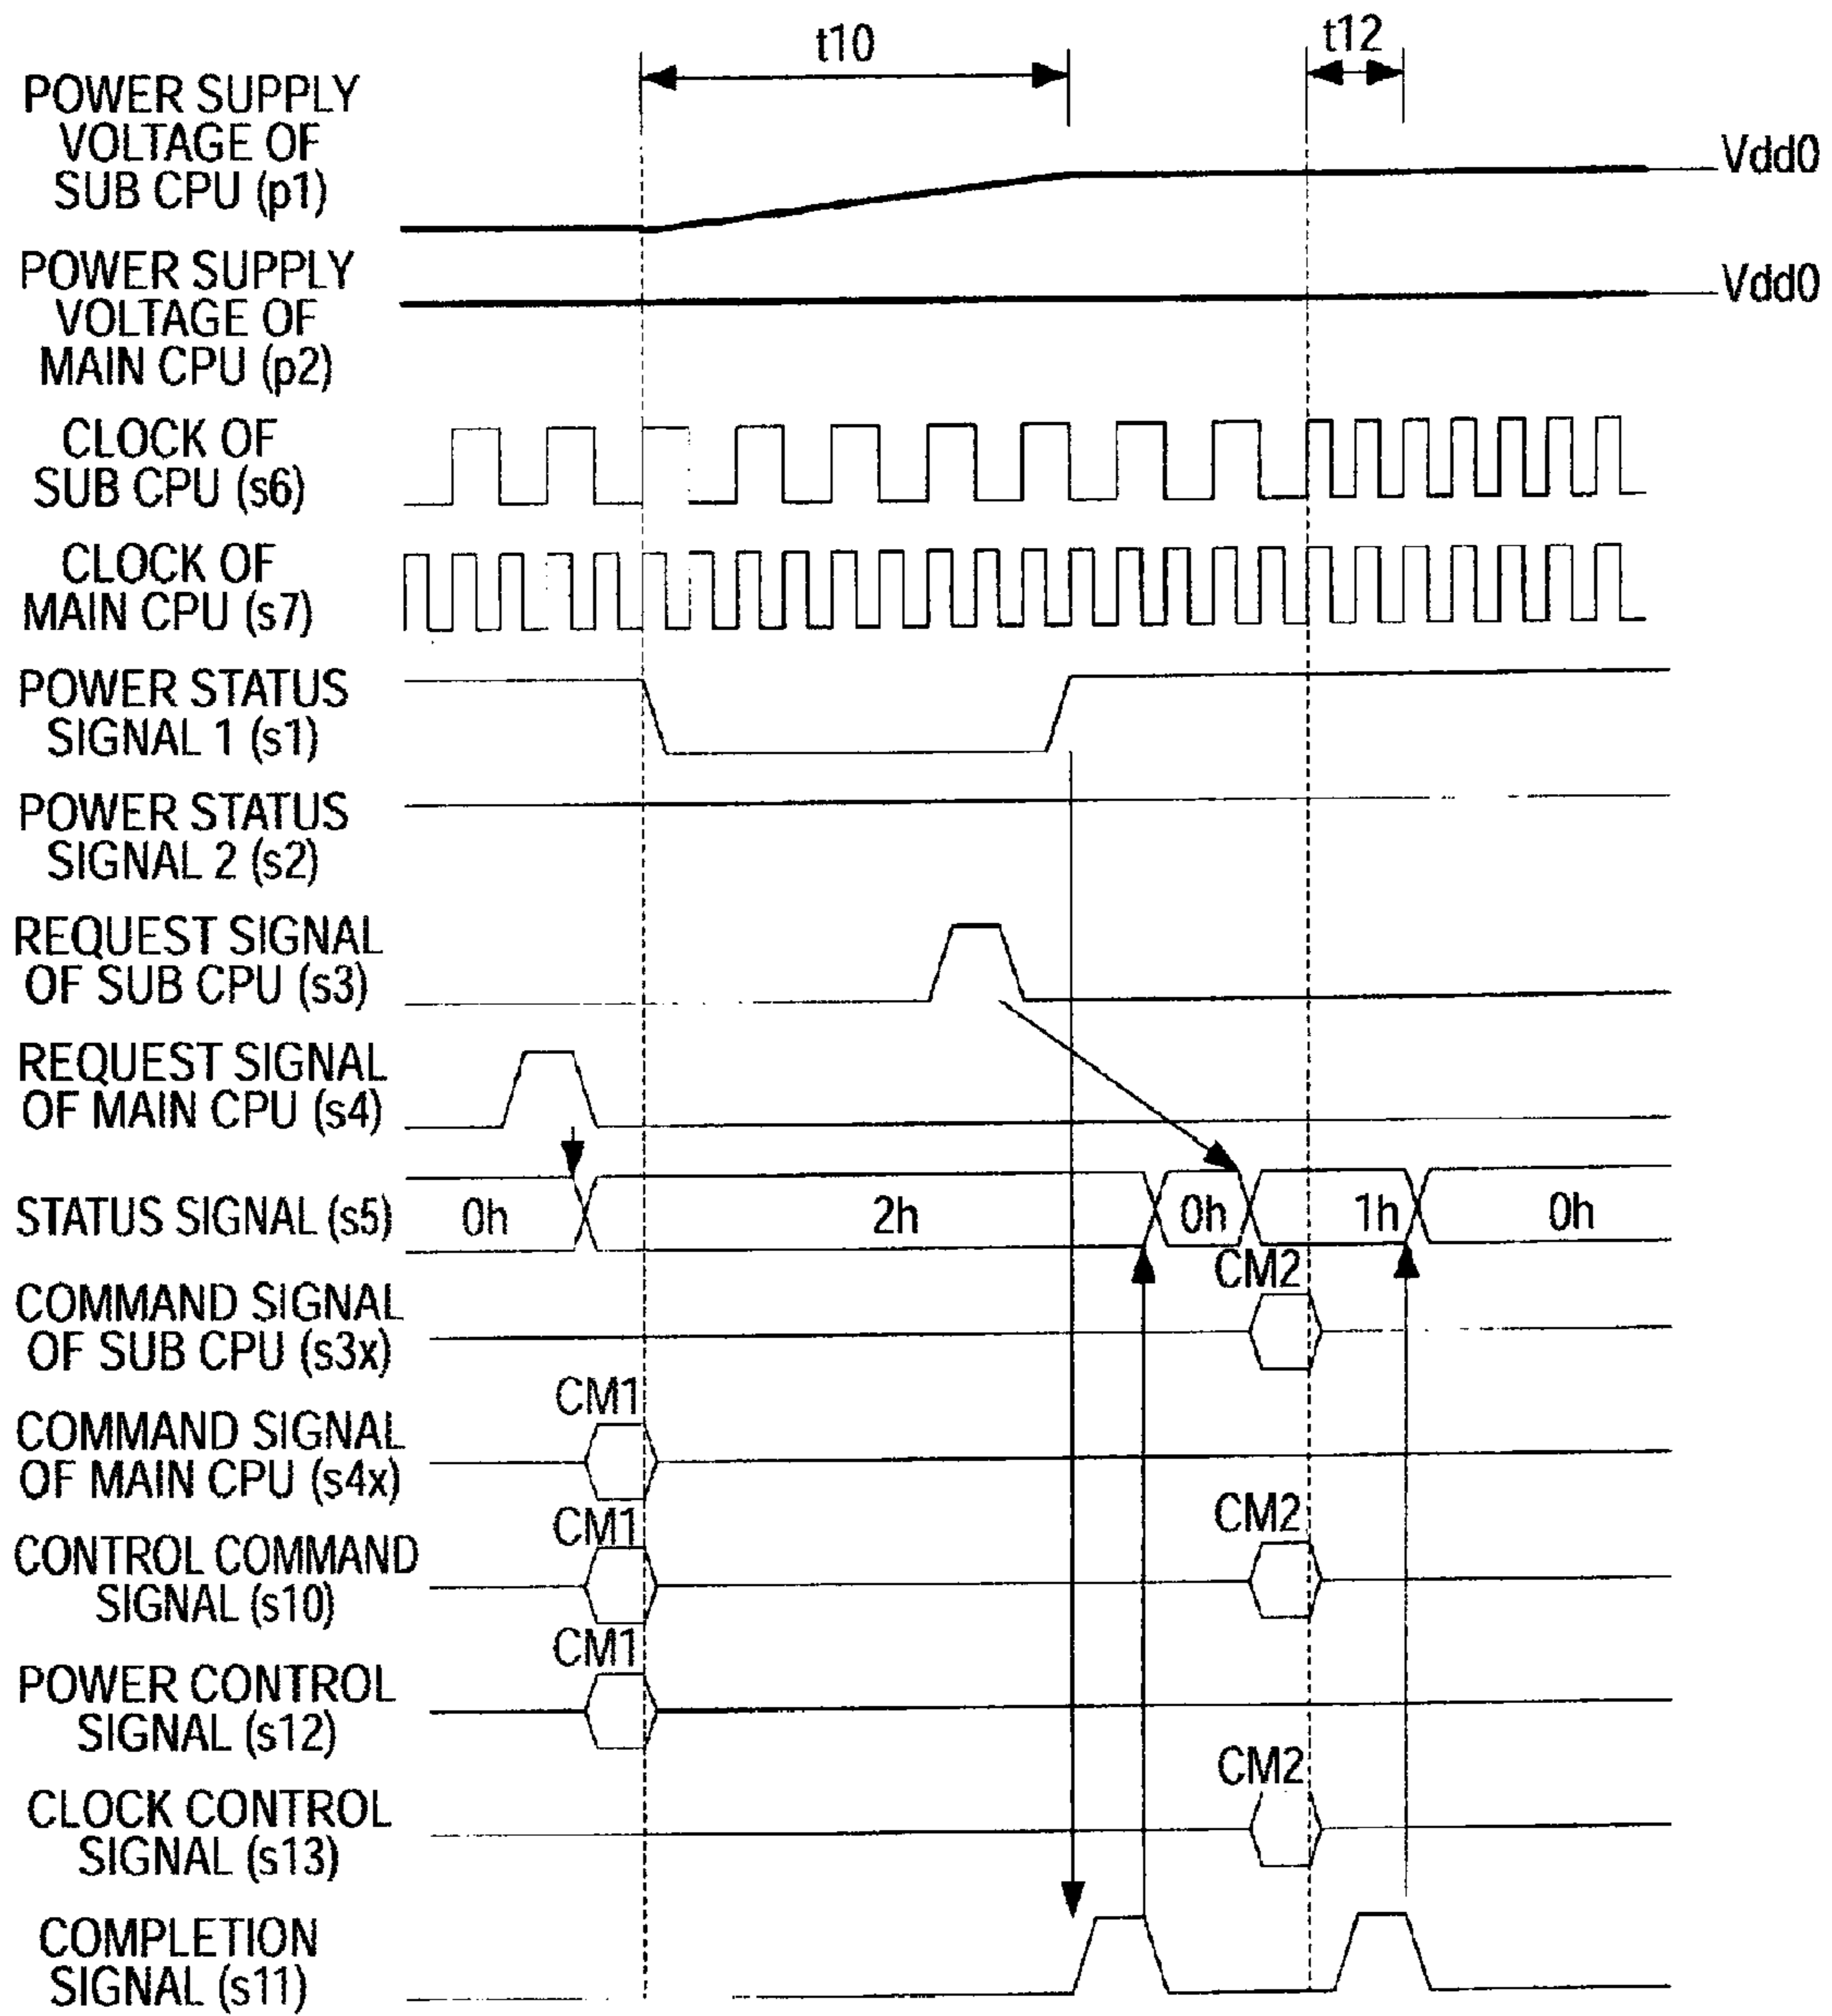 t10
t12
POWER SUPPLY
VOLTAGE OF
SUB CPU (p1)
Vdd0
POWER SUPPLY
VOLTAGE OF
MAIN CPU (p2)
Vdd0
CLOCK OF
SUB CPU (s6)
CLOCK OF
MAIN CPU (s7)
POWER STATUS
SIGNAL 1 (s1)
POWER STATUS
SIGNAL 2 (s2)
REQUEST SIGNAL
OF SUB CPU (s3)
REQUEST SIGNAL
OF MAIN CPU (s4)
STATUS SIGNAL (s5)
0h
2h
0h
1h
0h
COMMAND SIGNAL
OF SUB CPU (s3x)
CM2
COMMAND SIGNAL
OF MAIN CPU (s4x)
CM1
CONTROL COMMAND
SIGNAL (s10)
CM1
CM2
POWER CONTROL
SIGNAL (s12)
CM1
CLOCK CONTROL
SIGNAL (s13)
CM2
COMPLETION
SIGNAL (s11)